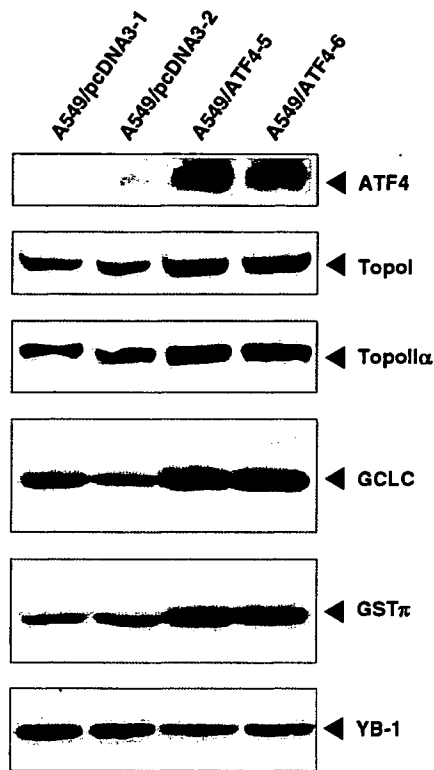 A549/pcDNA3-1
A549/pcDNA3-2
A549/ATF4-5
A549/ATF4-6
ATF4
TopoI
TopoIIα
GCLC
GSTπ
YB-1